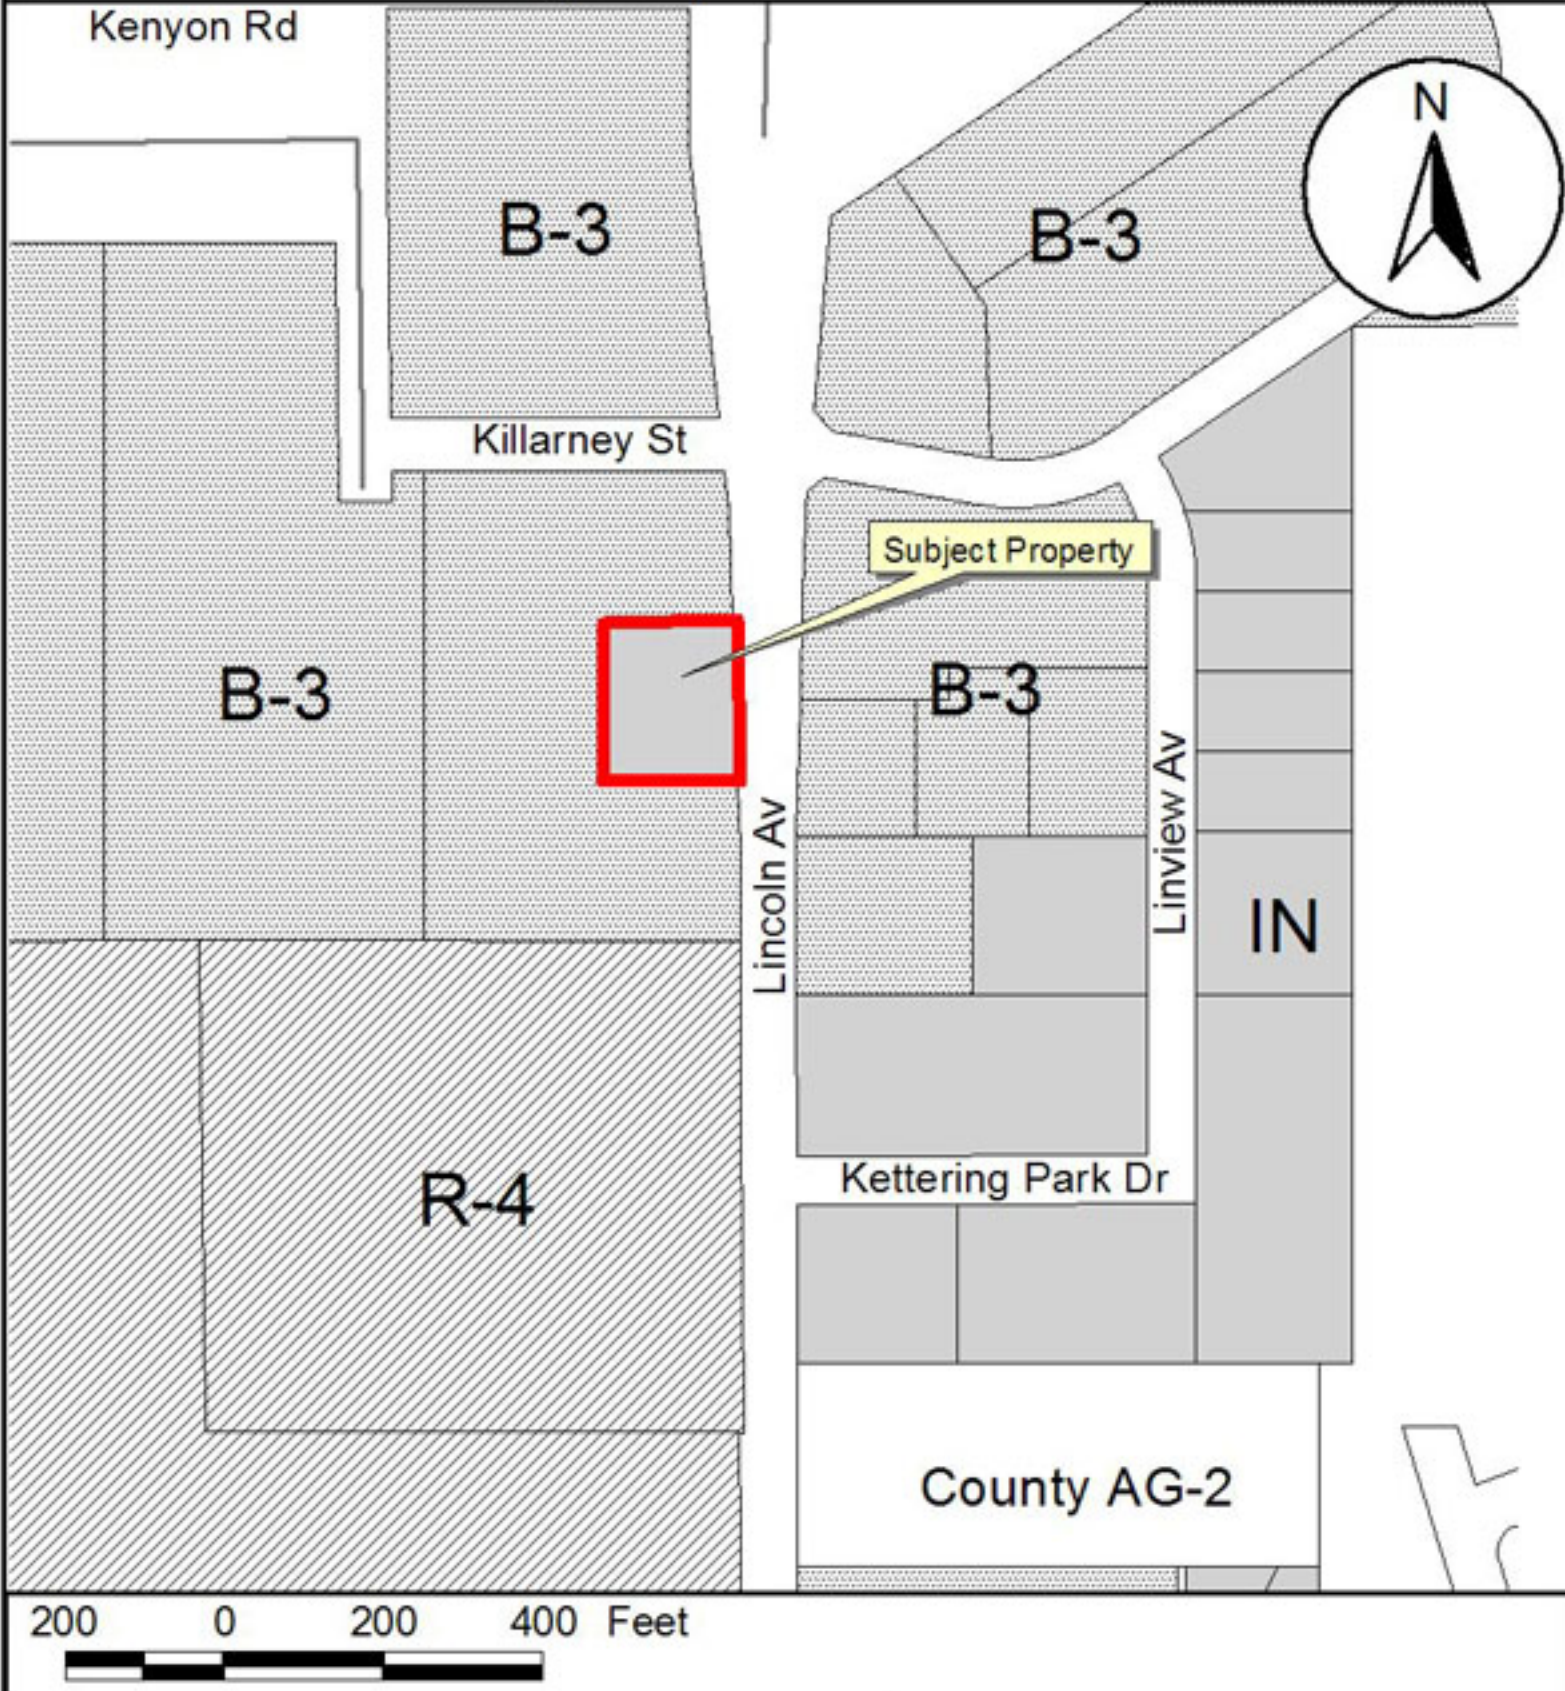 Kenyon Rd
N
B-3
B-3
Killarney St
Subject Property
B-3
B-3
Lincoln Av
Linview Av
IN
Kettering Park Dr
R-4
County AG-2
200 0 200 400 Feet